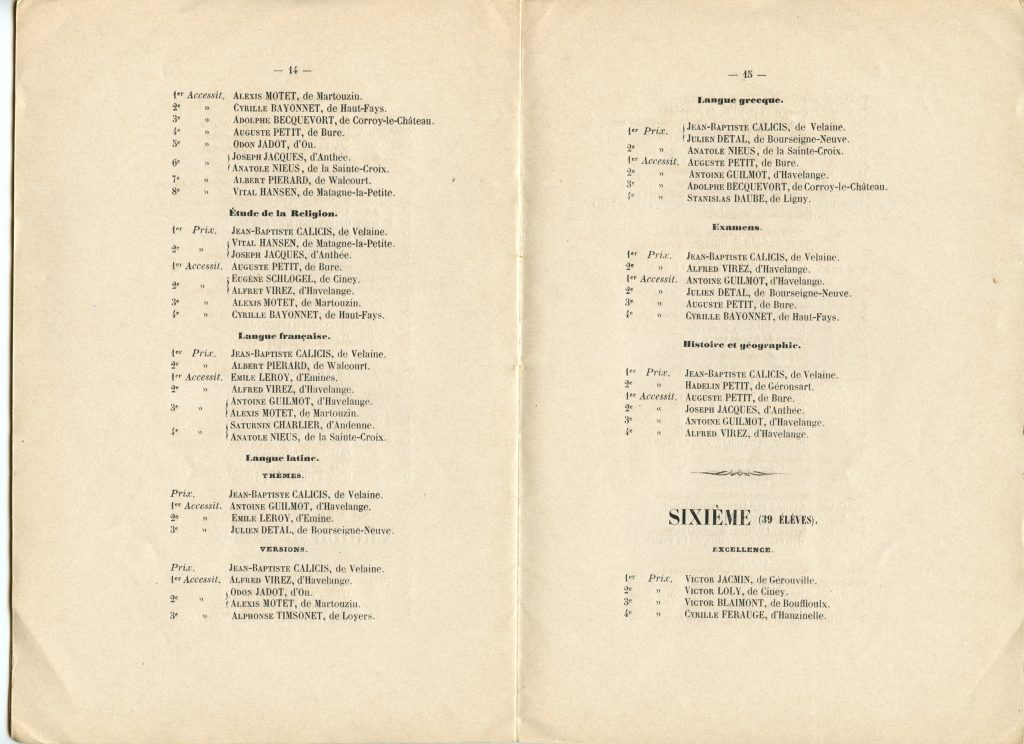 — 14 —
1er Accessit. ALEXIS MOTET, de Martouzin.
2e » CYRILLE BAYONNET, de Haut-Fays.
3e » ADOLPHE BECQUEVORT, de Corroy-le-Château.
4e » AUGUSTE PETIT, de Bure.
5e » ODON JADOT, d'On.
6e » JOSEPH JACQUES, d'Anthée.
ANATOLE NIEUS, de la Sainte-Croix.
7e » ALBERT PIERARD, de Walcourt.
8e » VITAL HANSEN, de Matagne-la-Petite.
Étude de la Religion.
1er Prix. JEAN-BAPTISTE CALICIS, de Velaine.
2e » VITAL HANSEN, de Matagne-la-Petite.
JOSEPH JACQUES, d'Anthée.
1er Accessit. AUGUSTE PETIT, de Bure.
2e » EUGÈNE SCHLOGEL, de Ciney.
ALFRET VIREZ, d'Havelange.
3e » ALEXIS MOTET, de Martouzin.
4e » CYRILLE BAYONNET, de Haut-Fays.
Langue française.
1er Prix. JEAN-BAPTISTE CALICIS, de Velaine.
2e » ALBERT PIERARD, de Walcourt.
1er Accessit. EMILE LEROY, d'Emines.
2e » ALFRED VIREZ, d'Havelange.
3e » ANTOINE GUILMOT, d'Havelange.
ALEXIS MOTET, de Martouzin.
4e » SATURNIN CHARLIER, d'Andenne.
ANATOLE NIEUS, de la Sainte-Croix.
Langue latine.
THÈMES.
Prix. JEAN-BAPTISTE CALICIS, de Velaine.
1er Accessit. ANTOINE GUILMOT, d'Havelange.
2e » EMILE LEROY, d'Emine.
3e » JULIEN DETAL, de Bourseigne-Neuve.
VERSIONS.
Prix. JEAN-BAPTISTE CALICIS, de Velaine.
1er Accessit. ALFRED VIREZ, d'Havelange.
2e » ODON JADOT, d'On.
ALEXIS MOTET, de Martouzin.
3e » ALPHONSE TIMSONET, de Loyers.
— 15 —
Langue grecque.
1er Prix. JEAN-BAPTISTE CALICIS, de Velaine.
JULIEN DETAL, de Bourseigne-Neuve.
2e » ANATOLE NIEUS, de la Sainte-Croix.
1er Accessit. AUGUSTE PETIT, de Bure.
2e » ANTOINE GUILMOT, d'Havelange.
3e » ADOLPHE BECQUEVORT, de Corroy-le-Château.
4e » STANISLAS DAUBE, de Ligny.
Examens.
1er Prix. JEAN-BAPTISTE CALICIS, de Velaine.
2e » ALFRED VIREZ, d'Havelange.
1er Accessit. ANTOINE GUILMOT, d'Havelange.
2e » JULIEN DETAL, de Bourseigne-Neuve.
3e » AUGUSTE PETIT, de Bure.
4e » CYRILLE BAYONNET, de Haut-Fays.
Histoire et géographie.
1er Prix. JEAN-BAPTISTE CALICIS, de Velaine.
2e » HADELIN PETIT, de Géronsart.
1er Accessit. AUGUSTE PETIT, de Bure.
2e » JOSEPH JACQUES, d'Anthée.
3e » ANTOINE GUILMOT, d'Havelange.
4e » ALFRED VIREZ, d'Havelange.
SIXIÈME (39 ÉLÈVES).
EXCELLENCE.
1er Prix. VICTOR JACMIN, de Gérouville.
2e » VICTOR LOLY, de Ciney.
3e » VICTOR BLAIMONT, de Bouffioulx.
4e » CYRILLE FERAUGE, d'Hanzinelle.